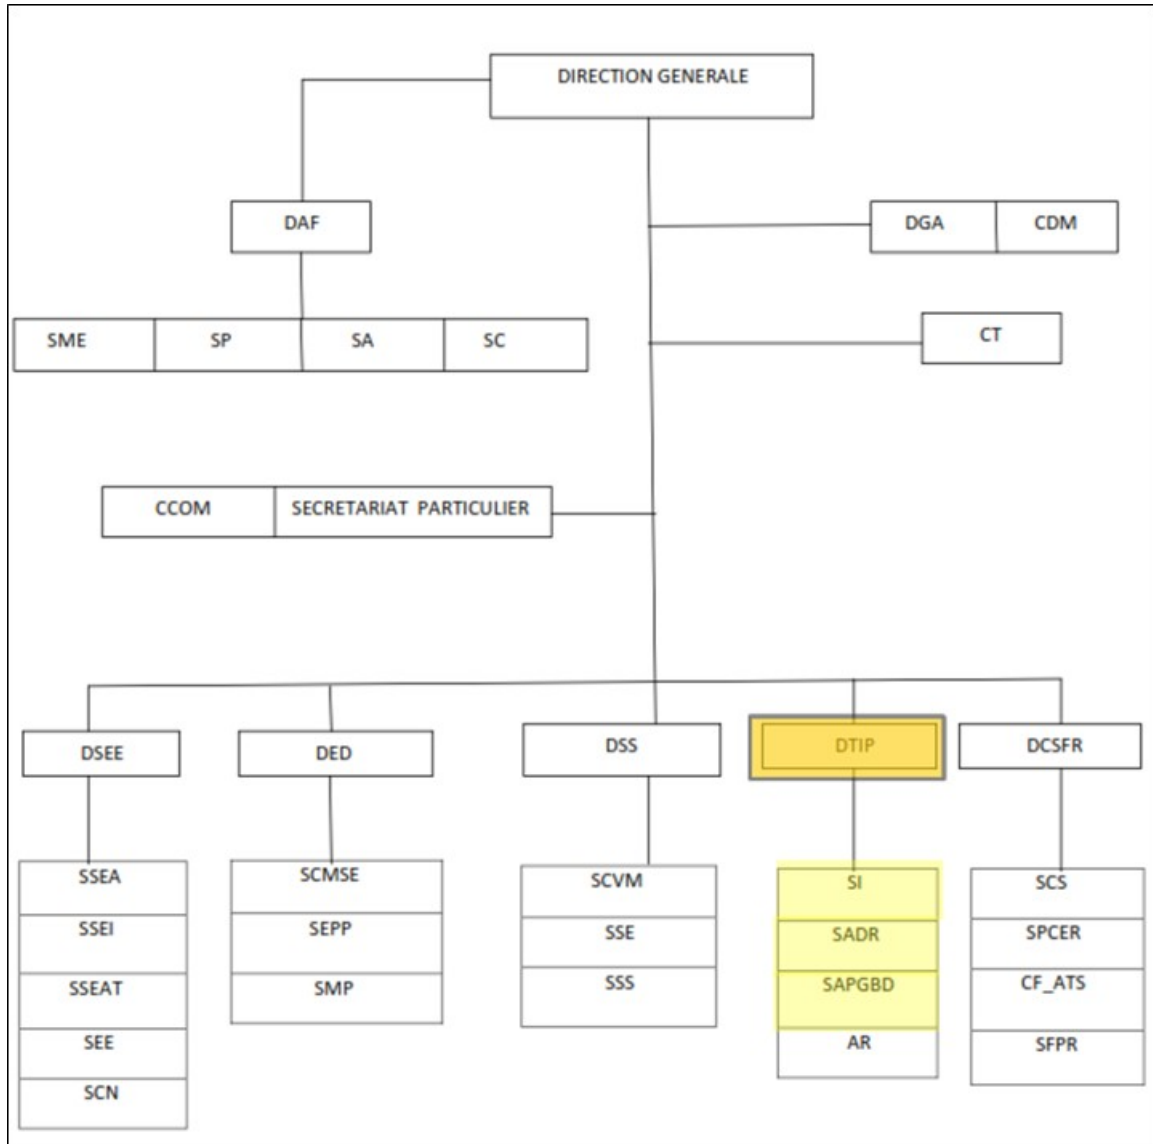 DIRECTION GENERALE
DAF
DGA CDM
SME SP SA SC
CT
CCOM SECRETARIAT PARTICULIER
DSEE DED DSS DTIP DCSFR
SSEA SCMSE SCVM SI SCS
SSEI SEPP SSE SADR SPCER
SSEAT SMP SSS SAPGBD CF_ATS
SEE AR SFPR
SCN